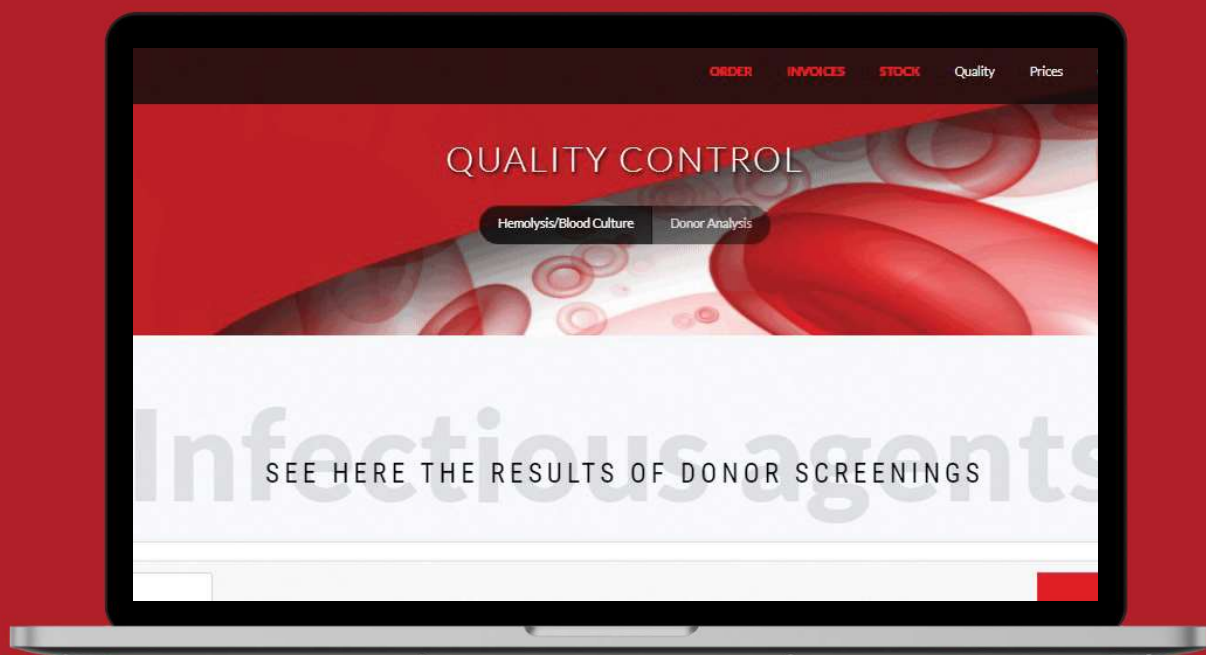 ORDER INVOICES STOCK Quality Prices
QUALITY CONTROL
Hemolysis/Blood Culture Donor Analysis
Infectious agents
SEE HERE THE RESULTS OF DONOR SCREENINGS